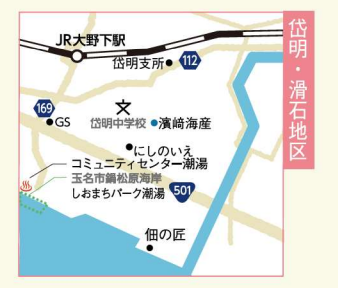 岱明・滑石地区
JR大野下駅
岱明支所
112
169
GS
文
岱明中学校
濱﨑海産
にしのいえ
コミュニティセンター潮湯
玉名市鍋松原海岸
しおまちパーク潮湯
501
佃の匠